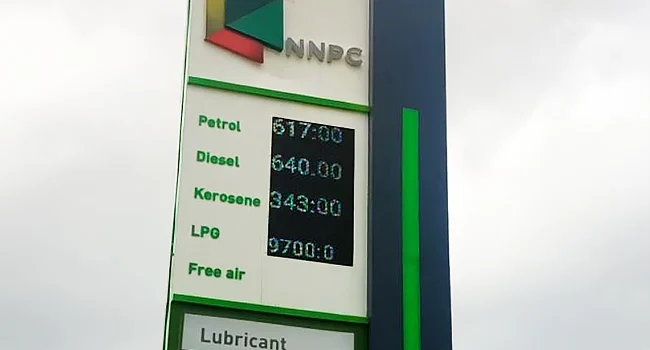 NNPC
Petrol 617:00
Diesel 640.00
Kerosene 343:00
LPG 9700:0
Free air
Lubricant